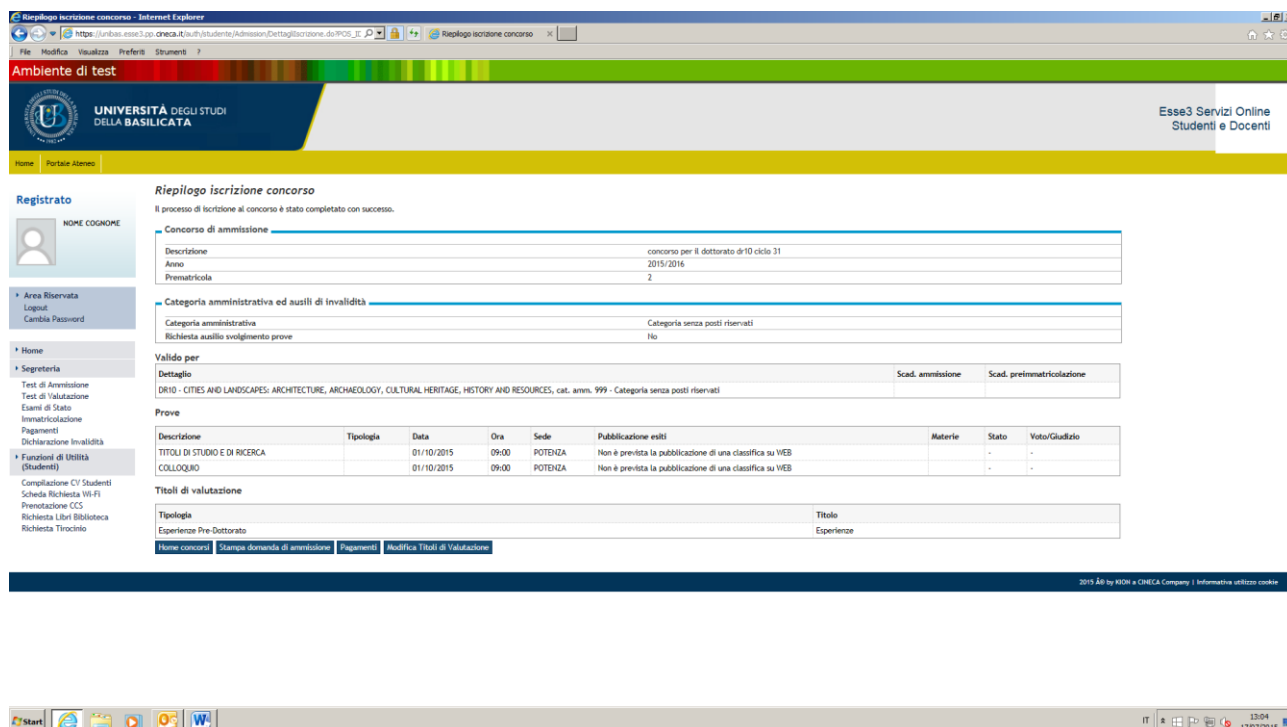 Riepilogo iscrizione concorso - Internet Explorer
https://unibas.esse3.pp.cineca.it/auth/studente/Admission/DettaglIscrizione.do?POS_IC
Riepilogo iscrizione concorso
File Modifica Visualizza Preferiti Strumenti ?
Ambiente di test
UNIVERSITÀ DEGLI STUDI
DELLA BASILICATA
Esse3 Servizi Online
Studenti e Docenti
Home Portale Ateneo
Registrato
NOME COGNOME
Area Riservata
Logout
Cambia Password
Home
Segreteria
Test di Ammissione
Test di Valutazione
Esami di Stato
Immatricolazione
Pagamenti
Dichiarazione Invalidità
Funzioni di Utilità
(Studenti)
Compilazione CV Studenti
Scheda Richiesta Wi-Fi
Prenotazione CCS
Richiesta Libri Biblioteca
Richiesta Tirocinio
Riepilogo iscrizione concorso
Il processo di iscrizione al concorso è stato completato con successo.
Concorso di ammissione
Descrizione concorso per il dottorato dr10 ciclo 31
Anno 2015/2016
Prematricola 2
Categoria amministrativa ed ausili di invalidità
Categoria amministrativa Categoria senza posti riservati
Richiesta ausilio svolgimento prove No
Valido per
Dettaglio Scad. ammissione Scad. preimmatricolazione
DR10 - CITIES AND LANDSCAPES: ARCHITECTURE, ARCHAEOLOGY, CULTURAL HERITAGE, HISTORY AND RESOURCES, cat. amm. 999 - Categoria senza posti riservati
Prove
Descrizione Tipologia Data Ora Sede Pubblicazione esiti Materie Stato Voto/Giudizio
TITOLI DI STUDIO E DI RICERCA 01/10/2015 09:00 POTENZA Non è prevista la pubblicazione di una classifica su WEB - -
COLLOQUIO 01/10/2015 09:00 POTENZA Non è prevista la pubblicazione di una classifica su WEB - -
Titoli di valutazione
Tipologia Titolo
Esperienze Pre-Dottorato Esperienze
Home concorsi Stampa domanda di ammissione Pagamenti Modifica Titoli di Valutazione
2015 Â® by KION a CINECA Company | Informativa utilizzo cookie
Start
IT
13:04